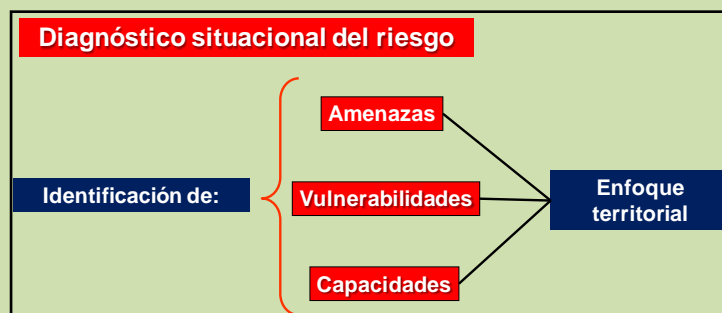 Diagnóstico situacional del riesgo
Amenazas
Identificación de:
Vulnerabilidades
Enfoque
territorial
Capacidades